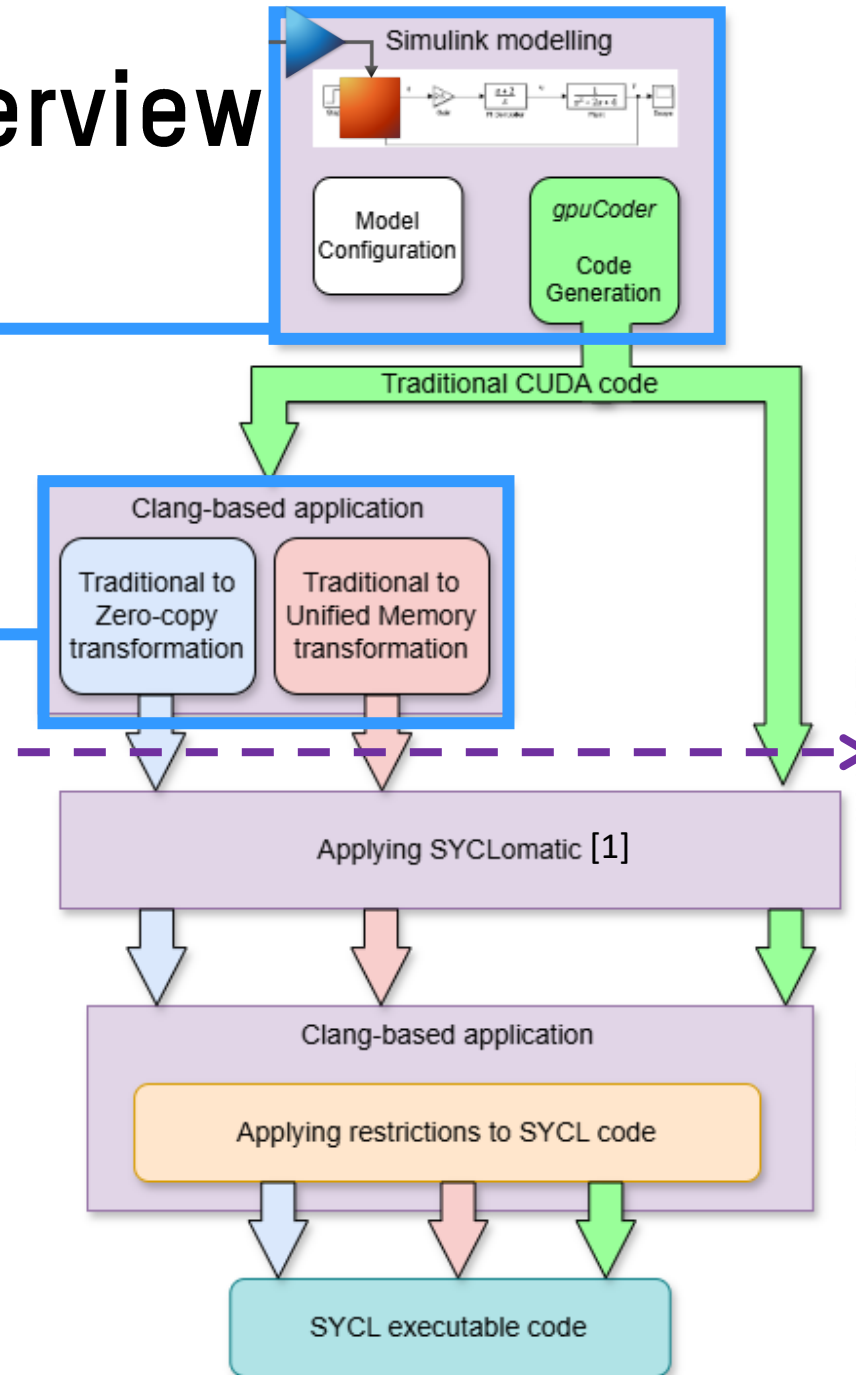 erview
Simulink modelling
Model
Configuration
gpuCoder
Code
Generation
Traditional CUDA code
Clang-based application
Traditional to
Zero-copy
transformation
Traditional to
Unified Memory
transformation
Applying SYCLomatic [1]
Clang-based application
Applying restrictions to SYCL code
SYCL executable code